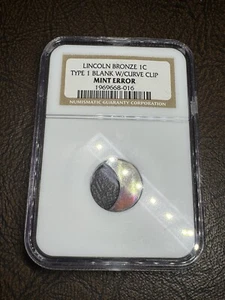 LINCOLN BRONZE 1C
TYPE 1 BLANK W/CURVE CLIP
MINT ERROR
1969668-016
NUMISMATIC GUARANTY CORPORATION